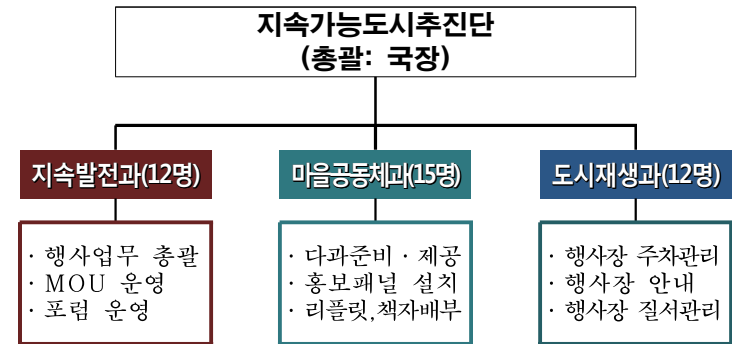 지속가능도시추진단
(총괄: 국장)
지속발전과(12명)
마을공동체과(15명)
도시재생과(12명)
· 행사업무 총괄
· MOU 운영
· 포럼 운영
· 다과준비 · 제공
· 홍보패널 설치
· 리플릿,책자배부
· 행사장 주차관리
· 행사장 안내
· 행사장 질서관리